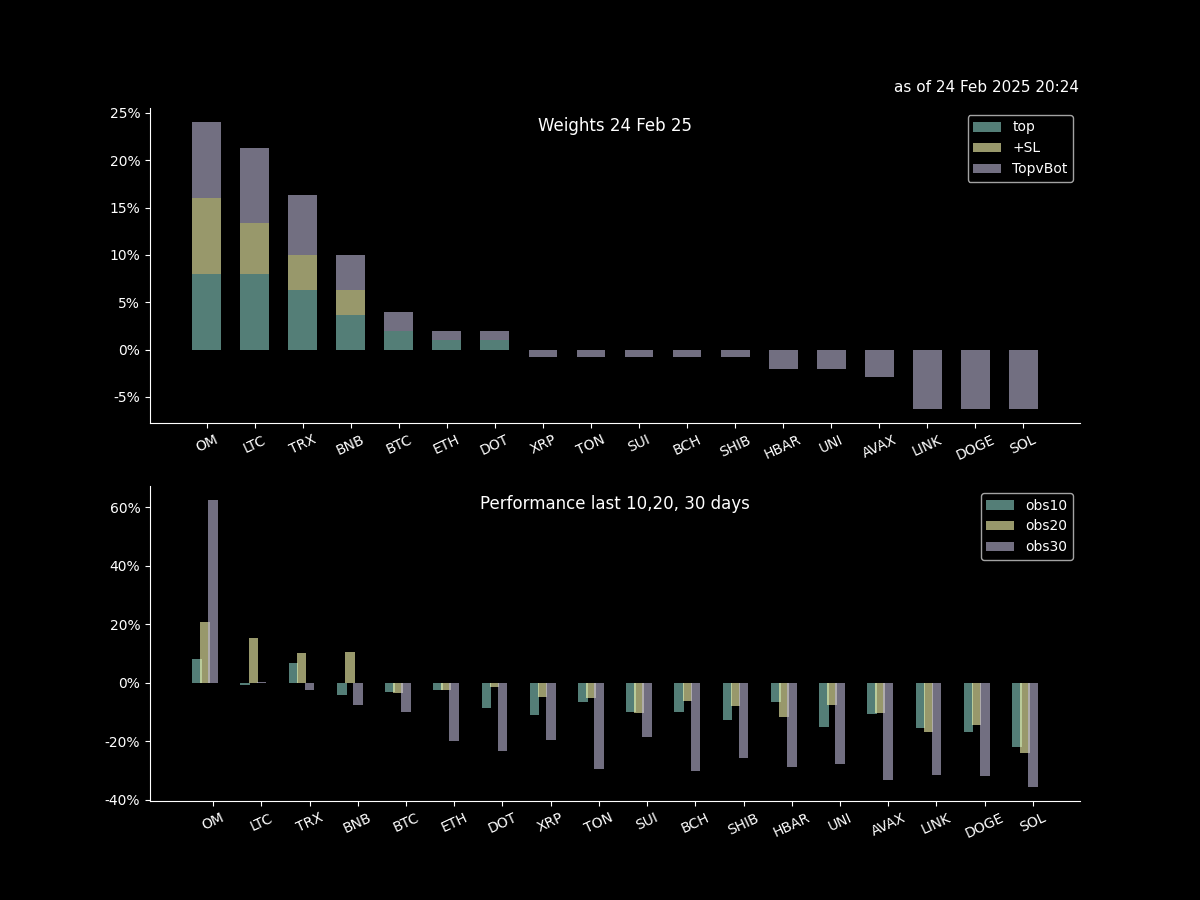 as of 24 Feb 2025 20:24
Weights 24 Feb 25
top
+SL
TopvBot
25%
20%
15%
10%
5%
0%
-5%
OM LTC TRX BNB BTC ETH DOT XRP TON SUI BCH SHIB HBAR UNI AVAX LINK DOGE SOL
Performance last 10,20, 30 days
obs10
obs20
obs30
60%
40%
20%
0%
-20%
-40%
OM LTC TRX BNB BTC ETH DOT XRP TON SUI BCH SHIB HBAR UNI AVAX LINK DOGE SOL